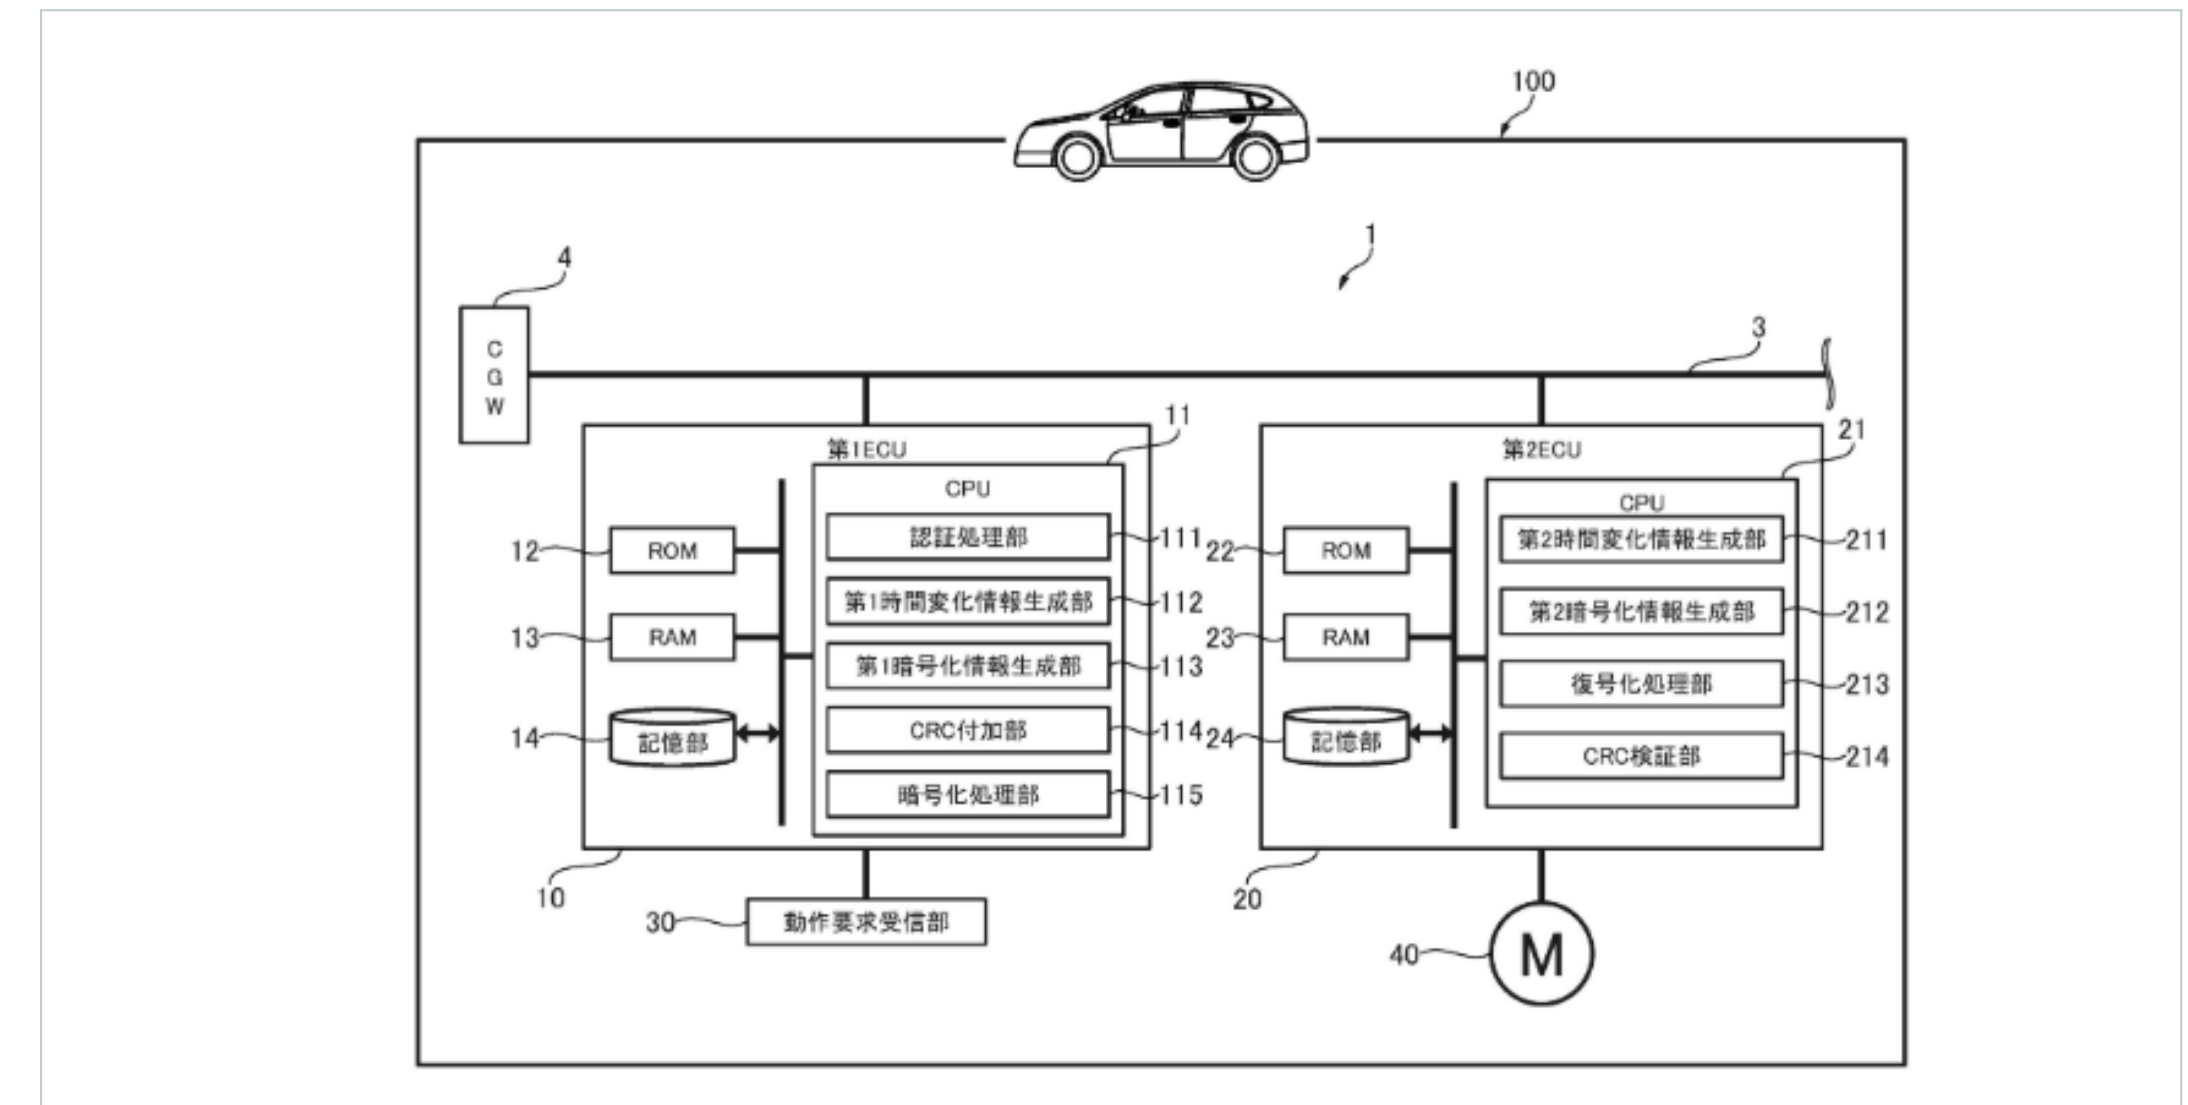 100
1
4
3
C
G
W
11
21
第1ECU
第2ECU
CPU
CPU
認証処理部
111
第1時間変化情報生成部
112
第1暗号化情報生成部
113
CRC付加部
114
暗号化処理部
115
12
ROM
13
RAM
14
記憶部
22
ROM
23
RAM
24
記憶部
第2時間変化情報生成部
211
第2暗号化情報生成部
212
復号化処理部
213
CRC検証部
214
10
20
30
動作要求受信部
40
M